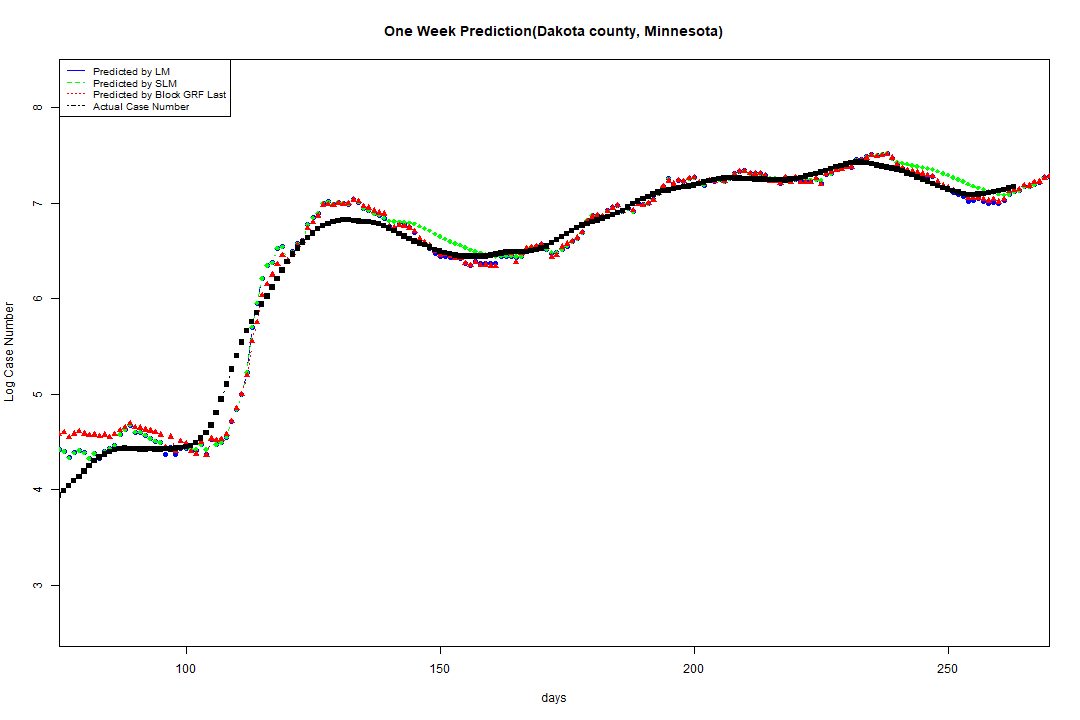 One Week Prediction(Dakota county, Minnesota)
Predicted by LM
Predicted by SLM
Predicted by Block GRF Last
Actual Case Number
8
7
6
5
4
3
Log Case Number
100 150 200 250
days